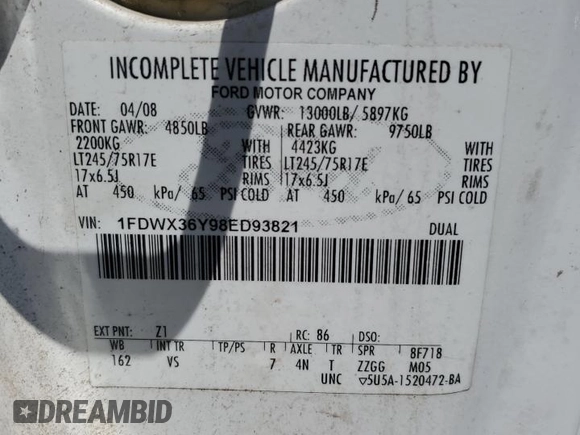 INCOMPLETE VEHICLE MANUFACTURED BY
FORD MOTOR COMPANY
DATE: 04/08 GVWR: 13000LB/ 5897KG
FRONT GAWR: 4850LB REAR GAWR: 9750LB
2200KG WITH 4423KG WITH
LT245/75R17E TIRES LT245/75R17E TIRES
17x6.5J RIMS 17x6.5J RIMS
AT 450 kPa/ 65 PSI COLD AT 450 kPa/ 65 PSI COLD
VIN: 1FDWX36Y98ED93821 DUAL
EXT PNT: Z1 RC: 86 DSO:
WB INT TR TP/PS R AXLE TR SPR 8F718
162 VS 7 4N T ZZGG M05
UNC ▽5U5A-1520472-BA
DREAMBID